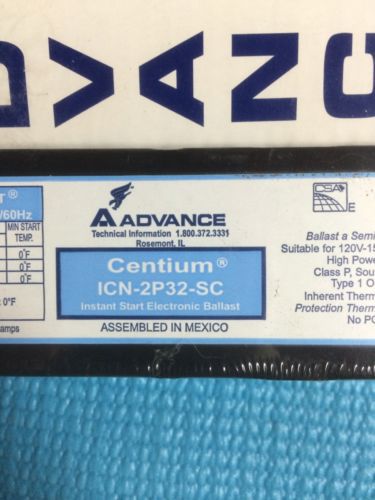 DVANC
T®
/60Hz
MIN START
TEMP.
0°F
0°F
0°F
0°F
amps
ADVANCE
Technical Information 1.800.372.3331
Rosemont, IL
Centium®
ICN-2P32-SC
Instant Start Electronic Ballast
ASSEMBLED IN MEXICO
CSA
E
Ballast a Semi
Suitable for 120V-15
High Powe
Class P, Sou
Type 1 O
Inherent Therm
Protection Therm
No PC